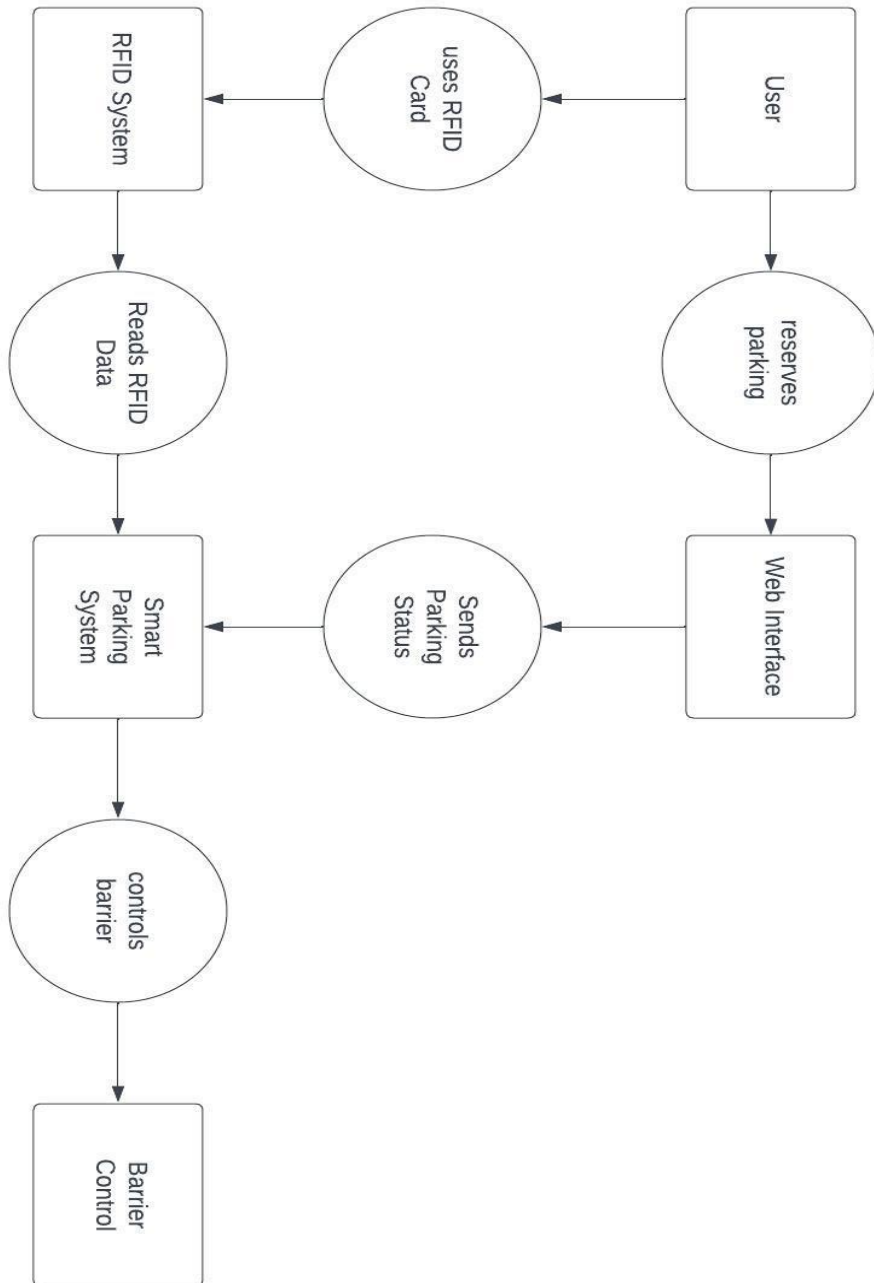 User
reserves
parking
Web Interface
uses RFID
Card
Sends
Parking
Status
RFID System
Reads RFID
Data
Smart
Parking
System
controls
barrier
Barrier
Control